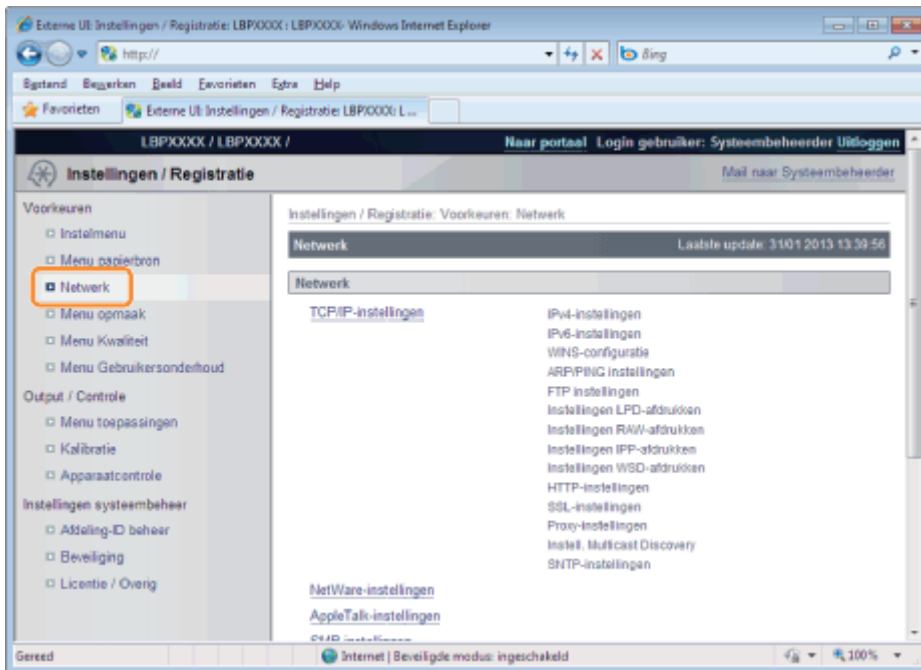 Externe UI: Instellingen / Registratie: LBPXXXX : LBPXXXX- Windows Internet Explorer
http://
Bing
Bestand Bewerken Beeld Favorieten Extra Help
Favorieten
Externe UI: Instellingen / Registratie: LBPXXXX: L...
LBPXXXX / LBPXXXX /
Naar portaal Login gebruiker: Systeembeheerder Uitloggen
Instellingen / Registratie
Mail naar Systeembeheerder
Voorkeuren
Instelmenu
Menu papierbron
Netwerk
Menu opmaak
Menu Kwaliteit
Menu Gebruikersonderhoud
Output / Controle
Menu toepassingen
Kalibratie
Apparaatcontrole
Instellingen systeembeheer
Afdeling-ID beheer
Beveiliging
Licentie / Overig
Instellingen / Registratie: Voorkeuren: Netwerk
Netwerk
Laatste update: 31/01 2013 13:39:56
Netwerk
TCP/IP-instellingen
IPv4-instellingen
IPv6-instellingen
WINS-configuratie
ARP/PING instellingen
FTP instellingen
Instellingen LPD-afdrukken
Instellingen RAW-afdrukken
Instellingen IPP-afdrukken
Instellingen WSD-afdrukken
HTTP-instellingen
SSL-instellingen
Proxy-instellingen
Instell. Multicast Discovery
SNTP-instellingen
NetWare-instellingen
AppleTalk-instellingen
SMB-instellingen
Gereed
Internet | Beveiligde modus: ingeschakeld
100%